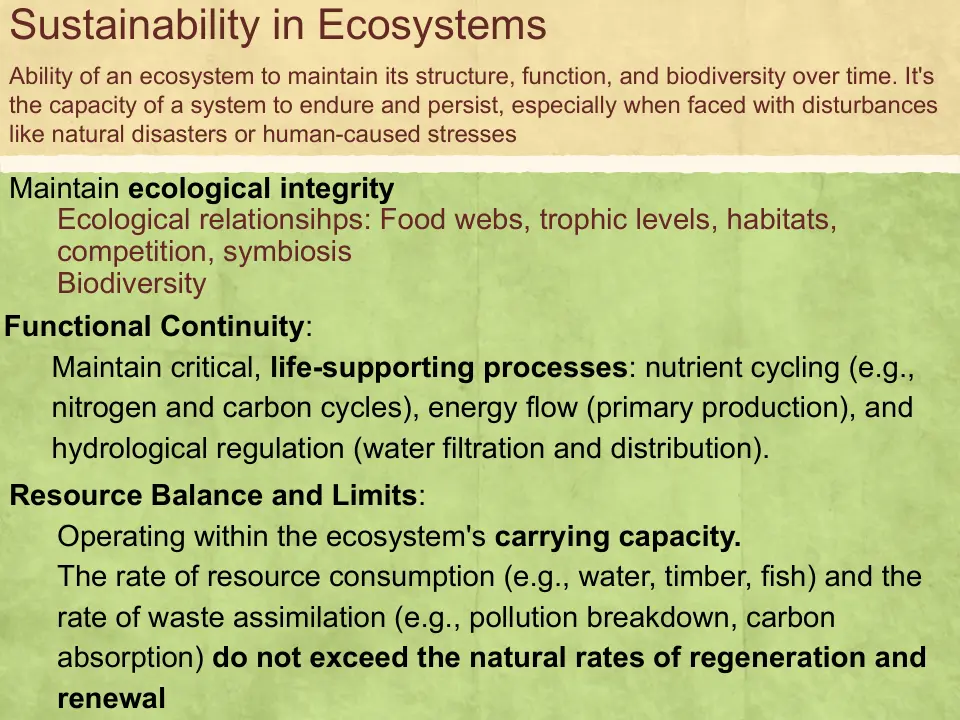 Sustainability in Ecosystems
Ability of an ecosystem to maintain its structure, function, and biodiversity over time. It's
the capacity of a system to endure and persist, especially when faced with disturbances
like natural disasters or human-caused stresses
Maintain ecological integrity
Ecological relationsihps: Food webs, trophic levels, habitats,
competition, symbiosis
Biodiversity
Functional Continuity:
Maintain critical, life-supporting processes: nutrient cycling (e.g.,
nitrogen and carbon cycles), energy flow (primary production), and
hydrological regulation (water filtration and distribution).
Resource Balance and Limits:
Operating within the ecosystem's carrying capacity.
The rate of resource consumption (e.g., water, timber, fish) and the
rate of waste assimilation (e.g., pollution breakdown, carbon
absorption) do not exceed the natural rates of regeneration and
renewal